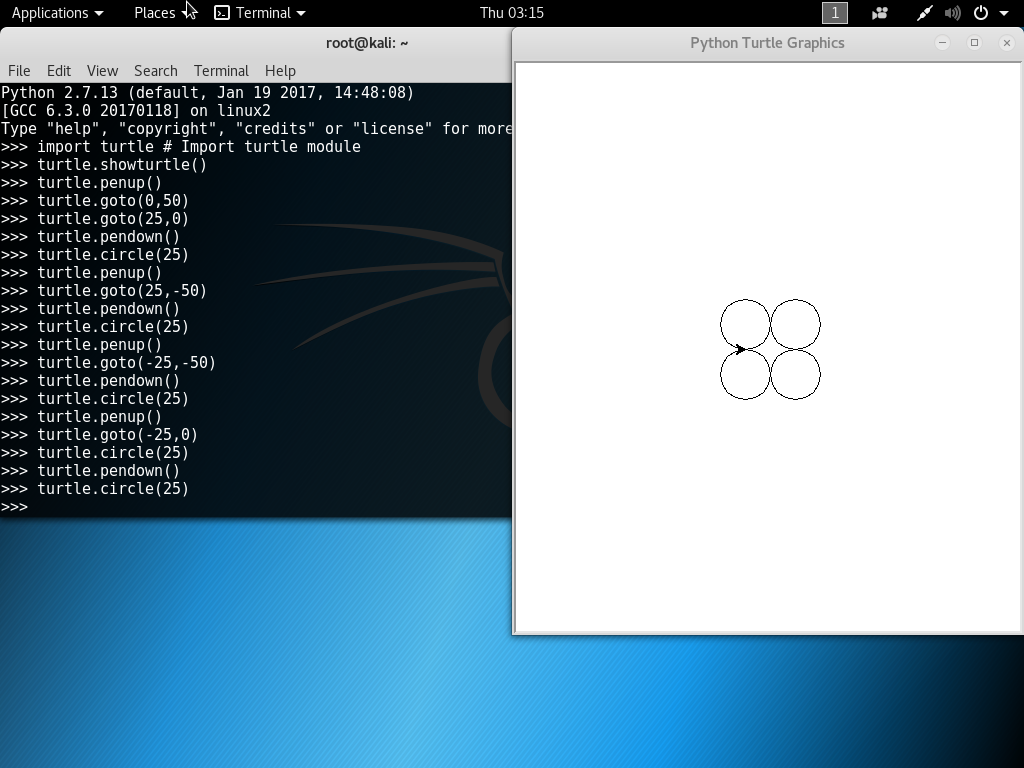 Applications Places Terminal Thu 03:15 1
root@kali: ~
File Edit View Search Terminal Help
Python 2.7.13 (default, Jan 19 2017, 14:48:08)
[GCC 6.3.0 20170118] on linux2
Type "help", "copyright", "credits" or "license" for more
>>> import turtle # Import turtle module
>>> turtle.showturtle()
>>> turtle.penup()
>>> turtle.goto(0,50)
>>> turtle.goto(25,0)
>>> turtle.pendown()
>>> turtle.circle(25)
>>> turtle.penup()
>>> turtle.goto(25,-50)
>>> turtle.pendown()
>>> turtle.circle(25)
>>> turtle.penup()
>>> turtle.goto(-25,-50)
>>> turtle.pendown()
>>> turtle.circle(25)
>>> turtle.penup()
>>> turtle.goto(-25,0)
>>> turtle.circle(25)
>>> turtle.pendown()
>>> turtle.circle(25)
>>>
Python Turtle Graphics